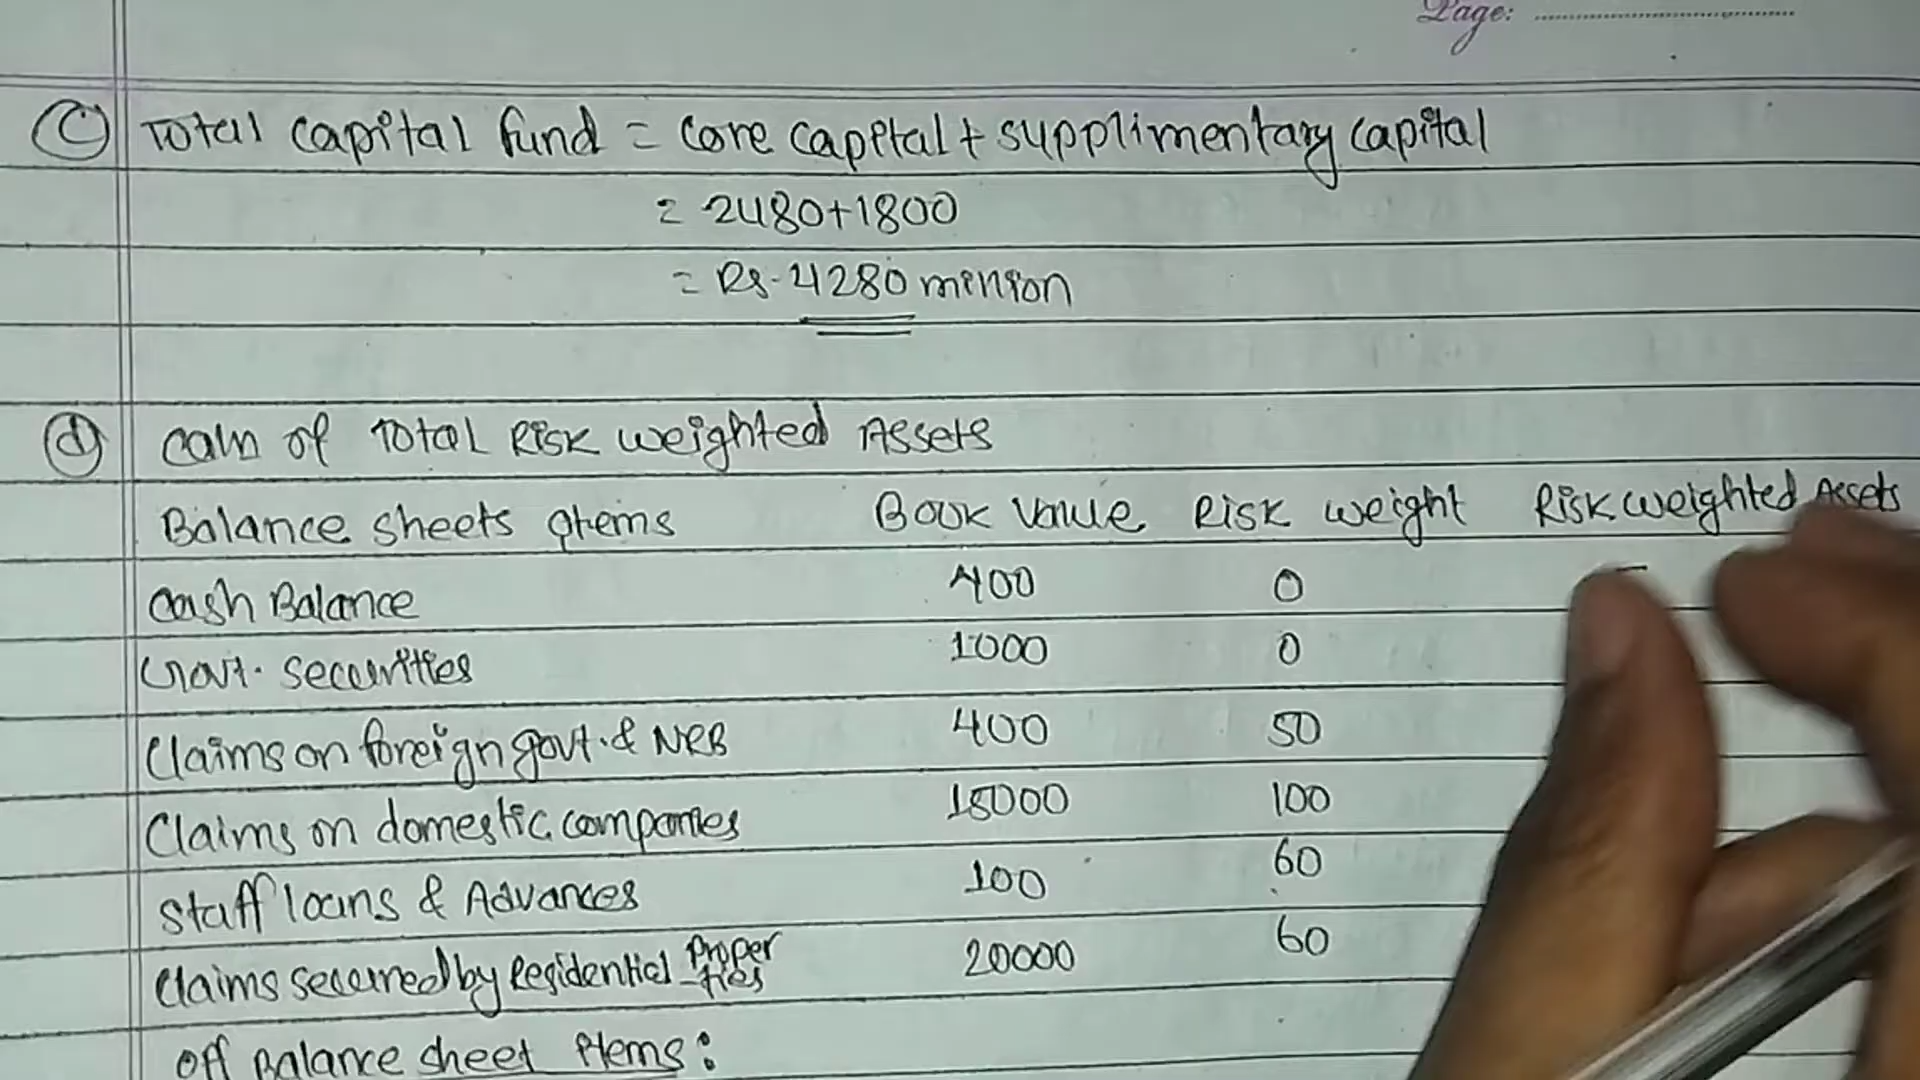 Page:
C Total capital fund = core capital + supplimentary capital
= 2480+1800
= Rs. 4280 million
d Caln of Total Risk weighted Assets
Balance sheets items Book Value Risk weight Risk weighted Assets
Cash Balance 400 0 -
Govt. securities 1000 0
Claims on foreign govt. & NRB 400 50
Claims on domestic companies 15000 100
Staff loans & Advances 100 60
Claims secured by Residential Proper
-ties 20000 60
Off Balance sheet items: